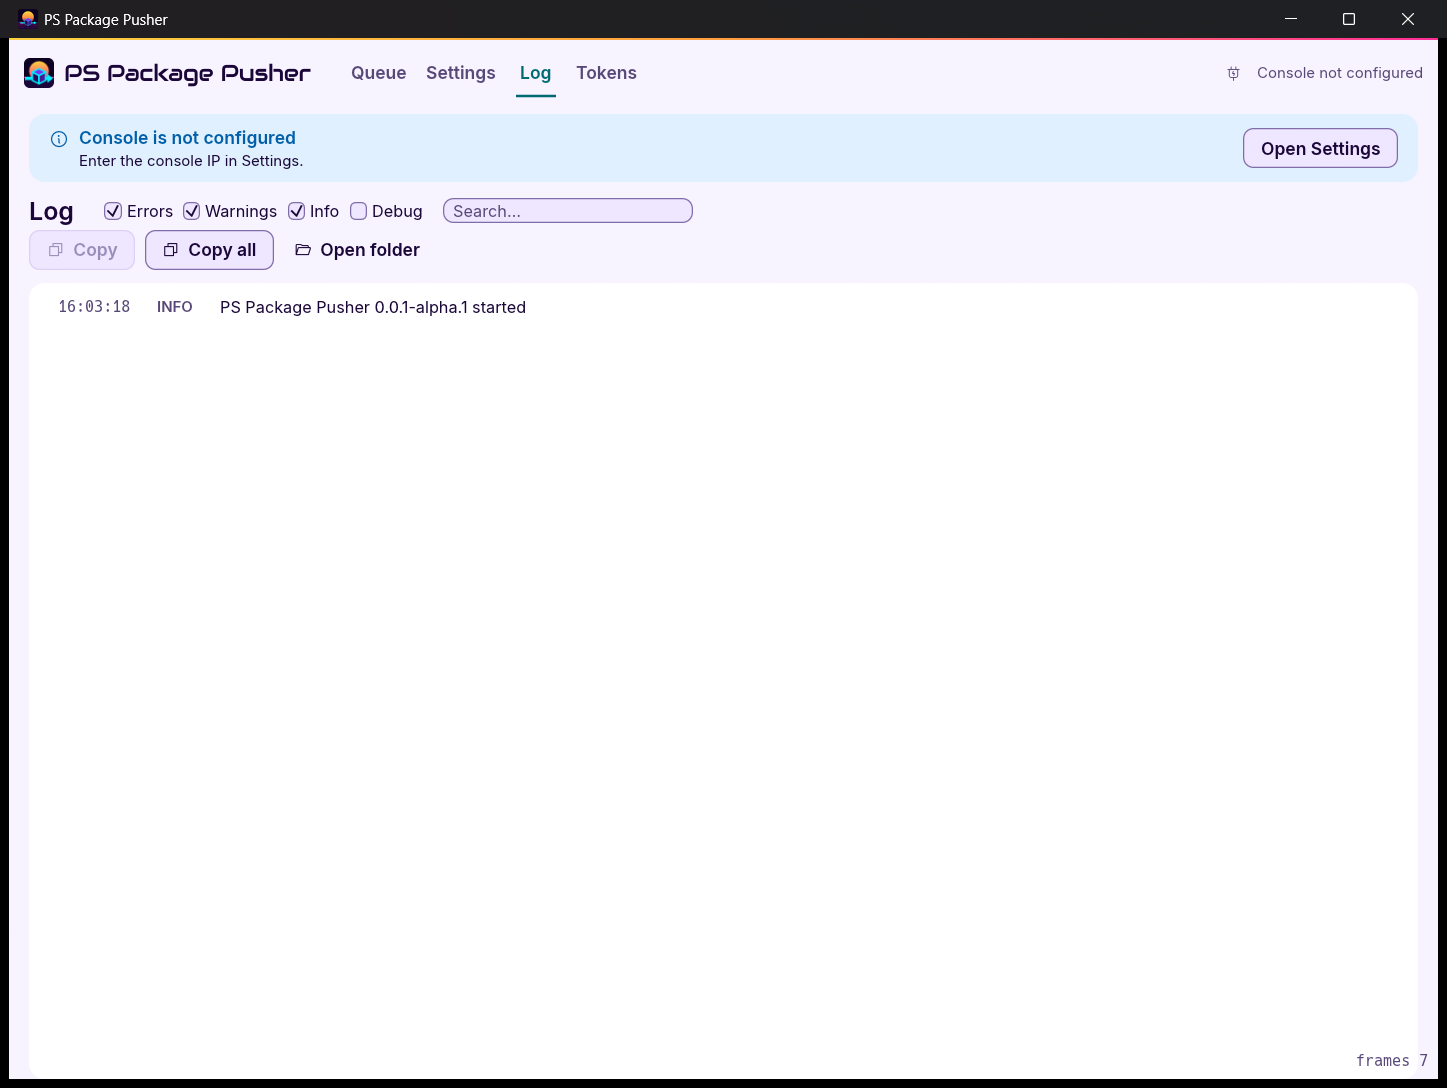 PS Package Pusher
PS Package Pusher
Queue
Settings
Log
Tokens
Console not configured
Console is not configured
Enter the console IP in Settings.
Open Settings
Log
Errors
Warnings
Info
Debug
Search...
Copy
Copy all
Open folder
16:03:18 INFO PS Package Pusher 0.0.1-alpha.1 started
frames 7